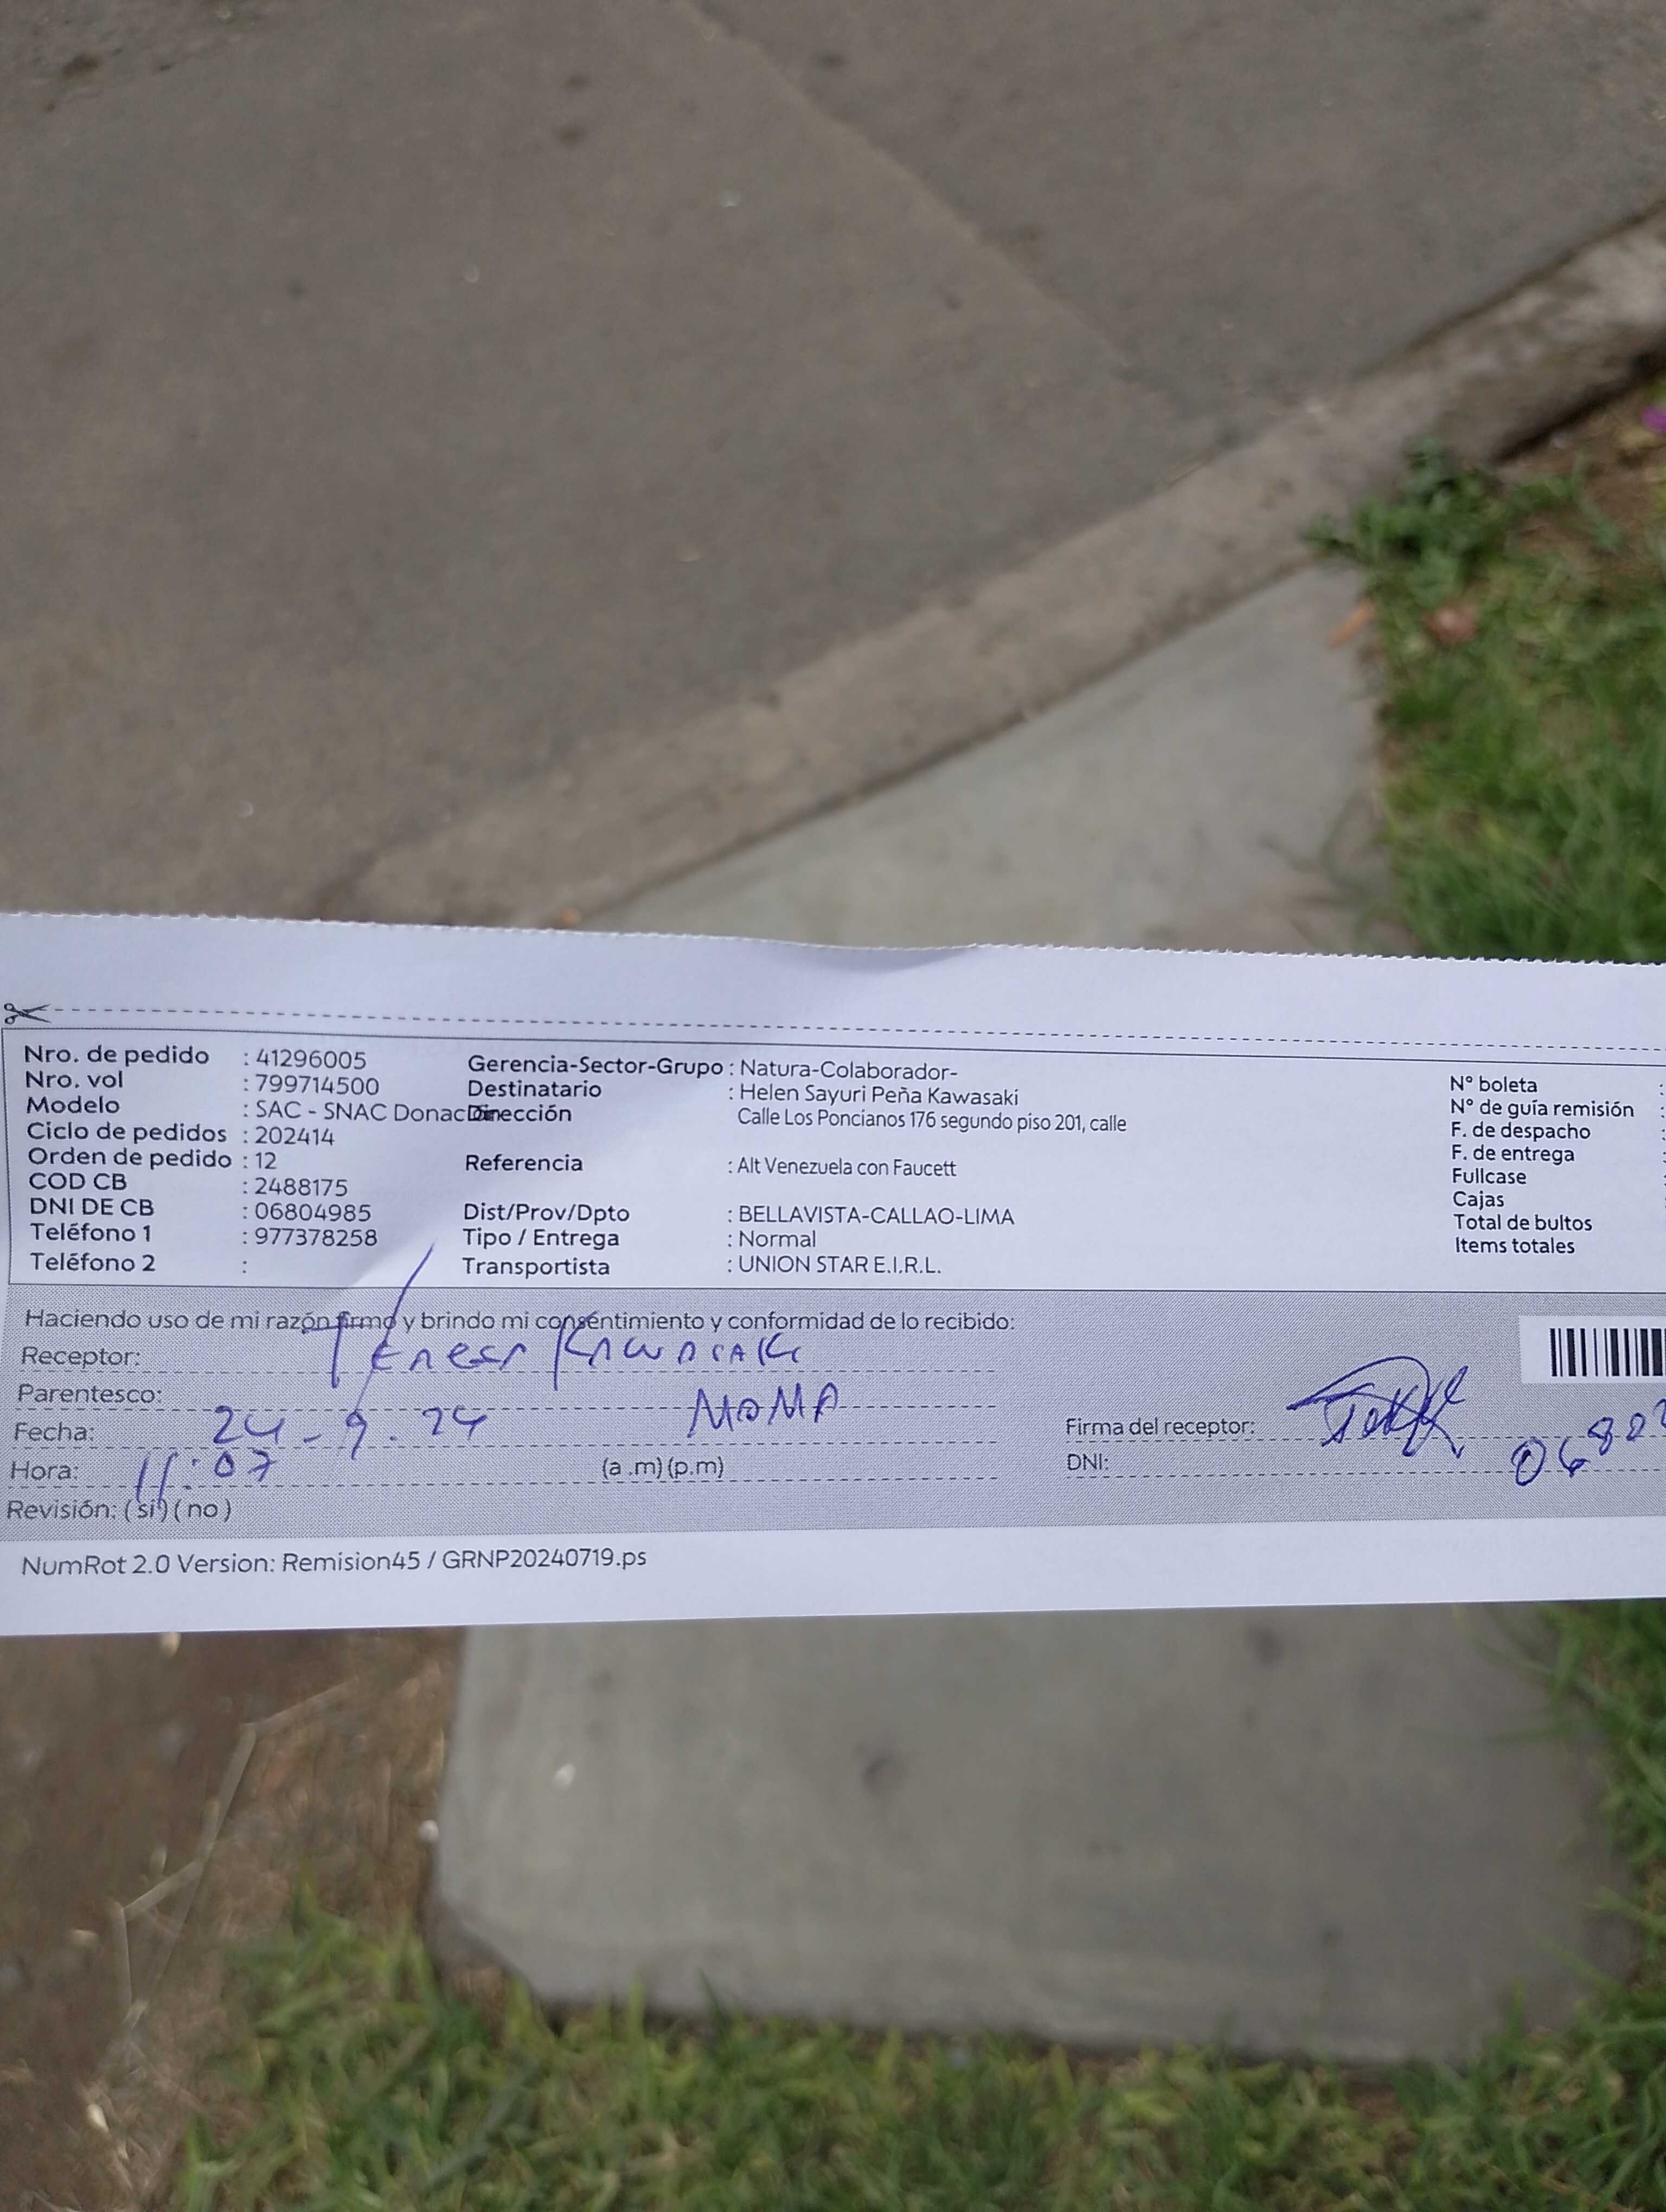 Nro. de pedido : 41296005
Nro. vol : 799714500
Modelo : SAC - SNAC Donac
Ciclo de pedidos : 202414
Orden de pedido : 12
COD CB : 2488175
DNI DE CB : 06804985
Teléfono 1 : 977378258
Teléfono 2 :
Gerencia-Sector-Grupo : Natura-Colaborador-
Destinatario : Helen Sayuri Peña Kawasaki
Dirección Calle Los Poncianos 176 segundo piso 201, calle
Referencia : Alt Venezuela con Faucett
Dist/Prov/Dpto : BELLAVISTA-CALLAO-LIMA
Tipo / Entrega : Normal
Transportista : UNION STAR E.I.R.L.
N° boleta :
N° de guía remisión :
F. de despacho :
F. de entrega :
Fullcase :
Cajas :
Total de bultos :
Items totales :
Haciendo uso de mi razón firmo y brindo mi consentimiento y conformidad de lo recibido:
Receptor: Kawasaki
Parentesco: MAMA
Fecha: 24-9.24
Hora: 11:07 (a .m) (p.m)
Revisión: ( si ) ( no )
Firma del receptor:
DNI: 0680
NumRot 2.0 Version: Remision45 / GRNP20240719.ps